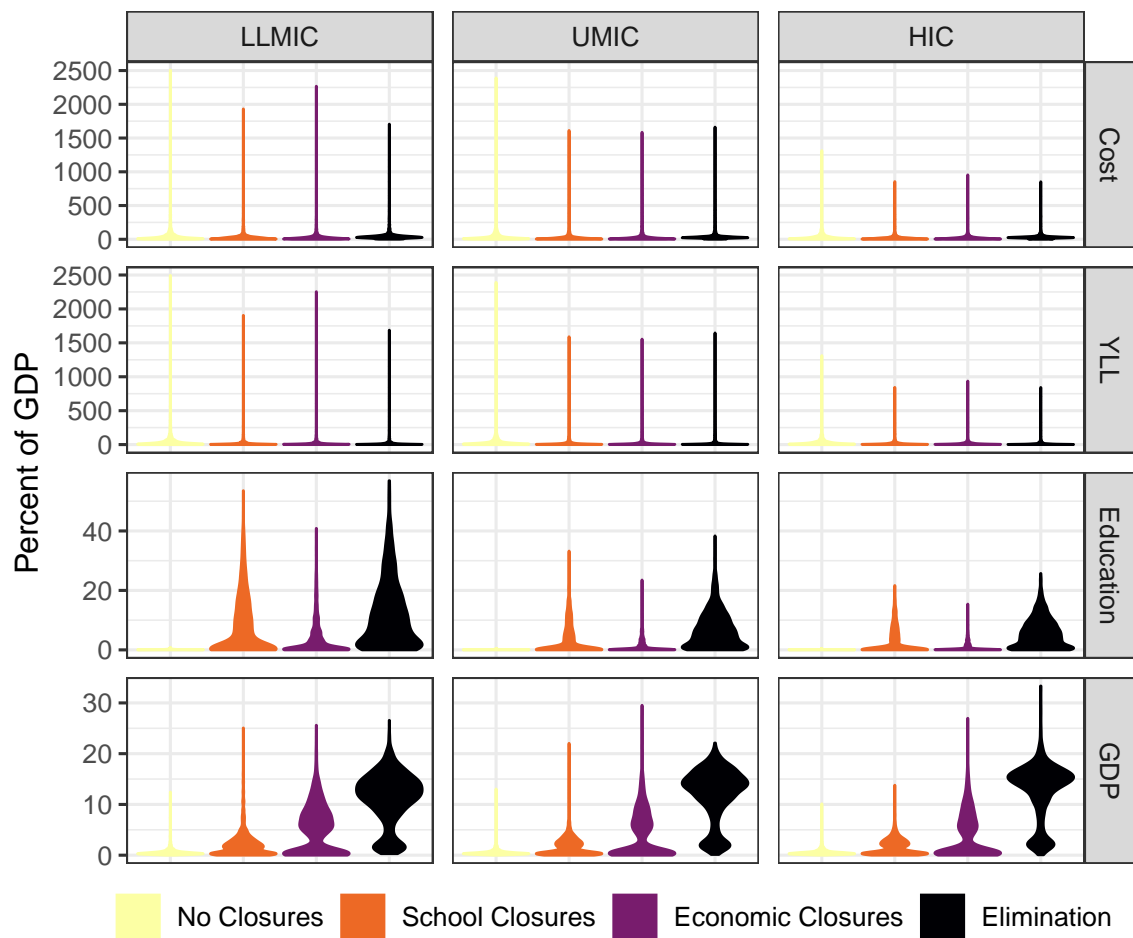 LLMIC UMIC HIC
Percent of GDP
2500
2000
1500
1000
500
0
Cost
2500
2000
1500
1000
500
0
YLL
40
20
0
Education
30
20
10
0
GDP
No Closures School Closures Economic Closures Elimination